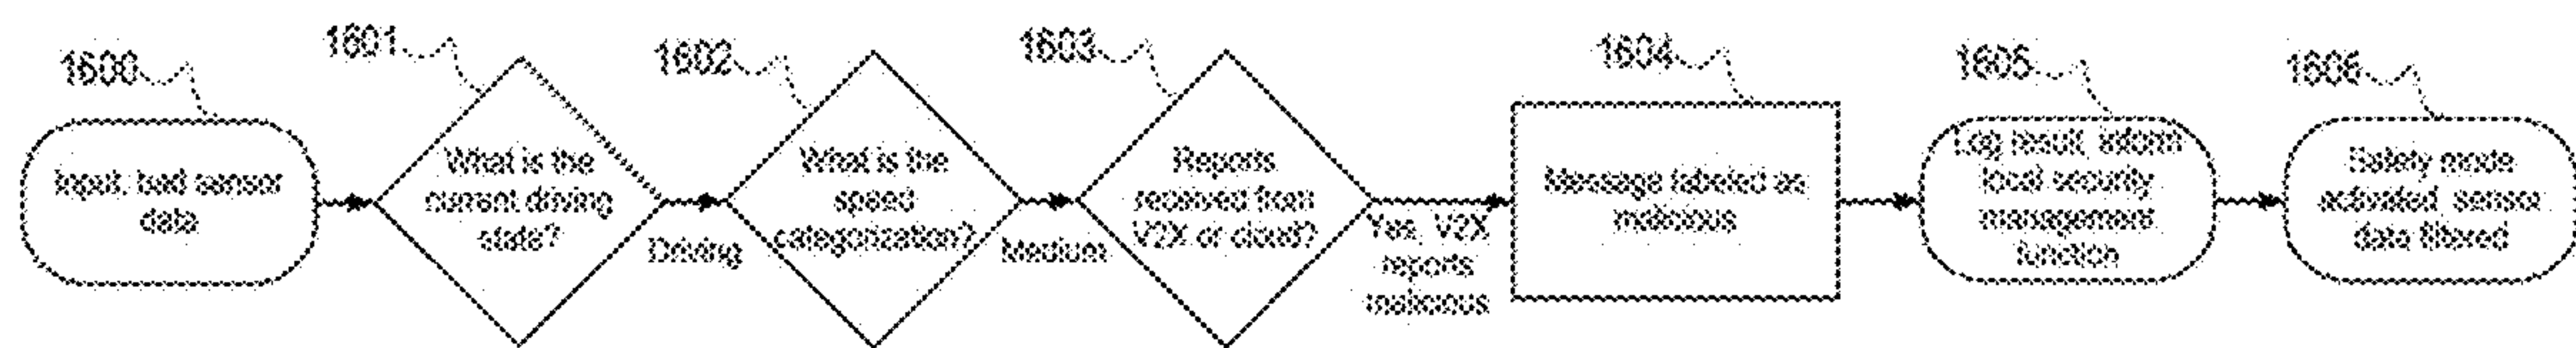 1600
Input: bad sensor
data
1601
What is the
current driving
state?
Driving
1602
What is the
speed
categorization?
Medium
1603
Reports
received from
V2X or cloud?
Yes, V2X
reports
malicious
1604
Message labeled as
malicious
1605
Log result, inform
local security
management
function
1606
Safety mode
activated, sensor
data filtered